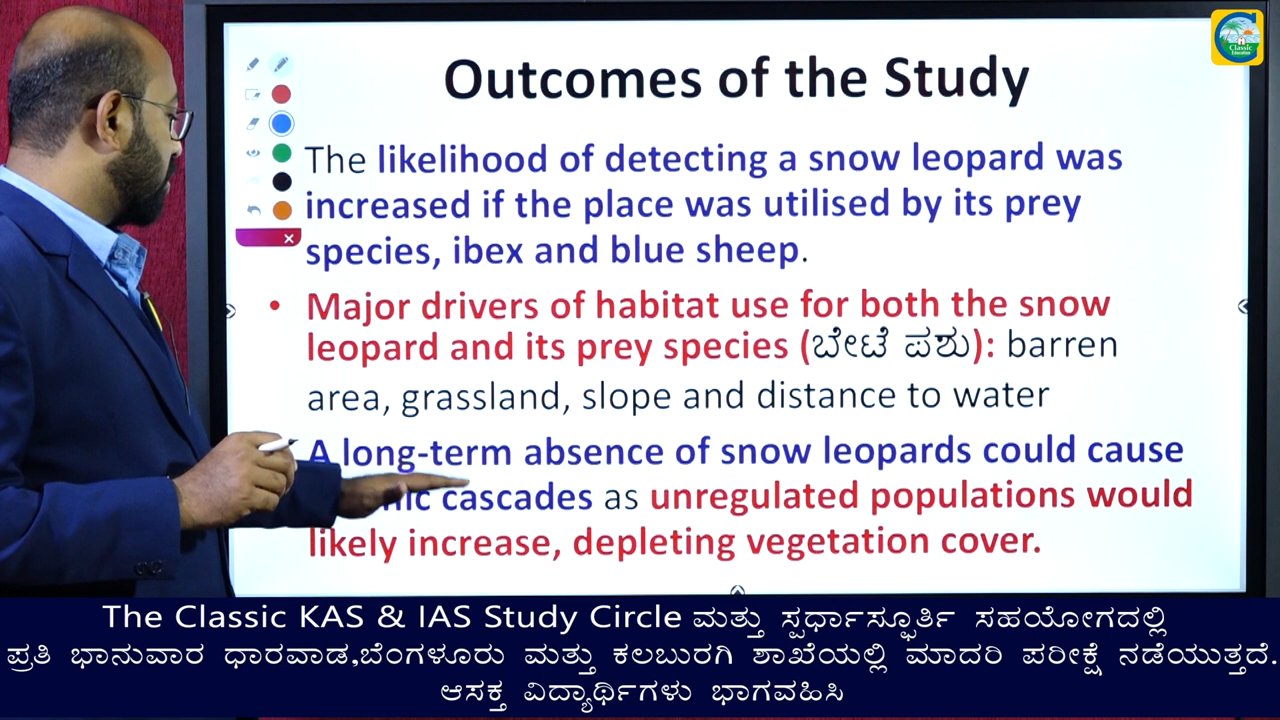 Classic
Education
Outcomes of the Study
The likelihood of detecting a snow leopard was
increased if the place was utilised by its prey
species, ibex and blue sheep.
• Major drivers of habitat use for both the snow
leopard and its prey species (ಬೇಟೆ ಪಶು): barren
area, grassland, slope and distance to water
A long-term absence of snow leopards could cause
cascades as unregulated populations would
likely increase, depleting vegetation cover.
The Classic KAS & IAS Study Circle ಮತ್ತು ಸ್ಪರ್ಧಾಸ್ಫೂರ್ತಿ ಸಹಯೋಗದಲ್ಲಿ
ಪ್ರತಿ ಭಾನುವಾರ ಧಾರವಾಡ,ಬೆಂಗಳೂರು ಮತ್ತು ಕಲಬುರಗಿ ಶಾಖೆಯಲ್ಲಿ ಮಾದರಿ ಪರೀಕ್ಷೆ ನಡೆಯುತ್ತದೆ.
ಆಸಕ್ತ ವಿದ್ಯಾರ್ಥಿಗಳು ಭಾಗವಹಿಸಿ